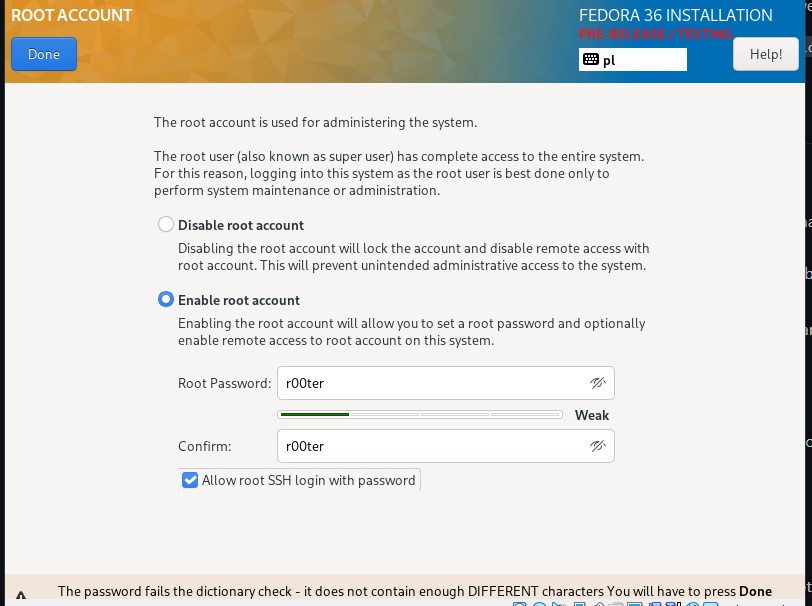 ROOT ACCOUNT
FEDORA 36 INSTALLATION
PRE-RELEASE / TESTING
Done
pl
Help!
The root account is used for administering the system.
The root user (also known as super user) has complete access to the entire system.
For this reason, logging into this system as the root user is best done only to
perform system maintenance or administration.
Disable root account
Disabling the root account will lock the account and disable remote access with
root account. This will prevent unintended administrative access to the system.
Enable root account
Enabling the root account will allow you to set a root password and optionally
enable remote access to root account on this system.
Root Password: r00ter
Weak
Confirm: r00ter
Allow root SSH login with password
The password fails the dictionary check - it does not contain enough DIFFERENT characters You will have to press Done